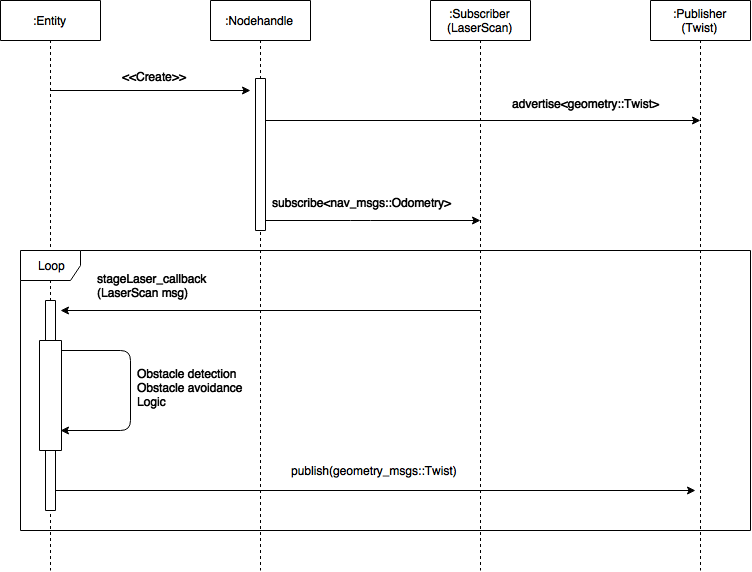 :Entity
:Nodehandle
:Subscriber
(LaserScan)
:Publisher
(Twist)
<<Create>>
advertise<geometry::Twist>
subscribe<nav_msgs::Odometry>
Loop
stageLaser_callback
(LaserScan msg)
Obstacle detection
Obstacle avoidance
Logic
publish(geometry_msgs::Twist)